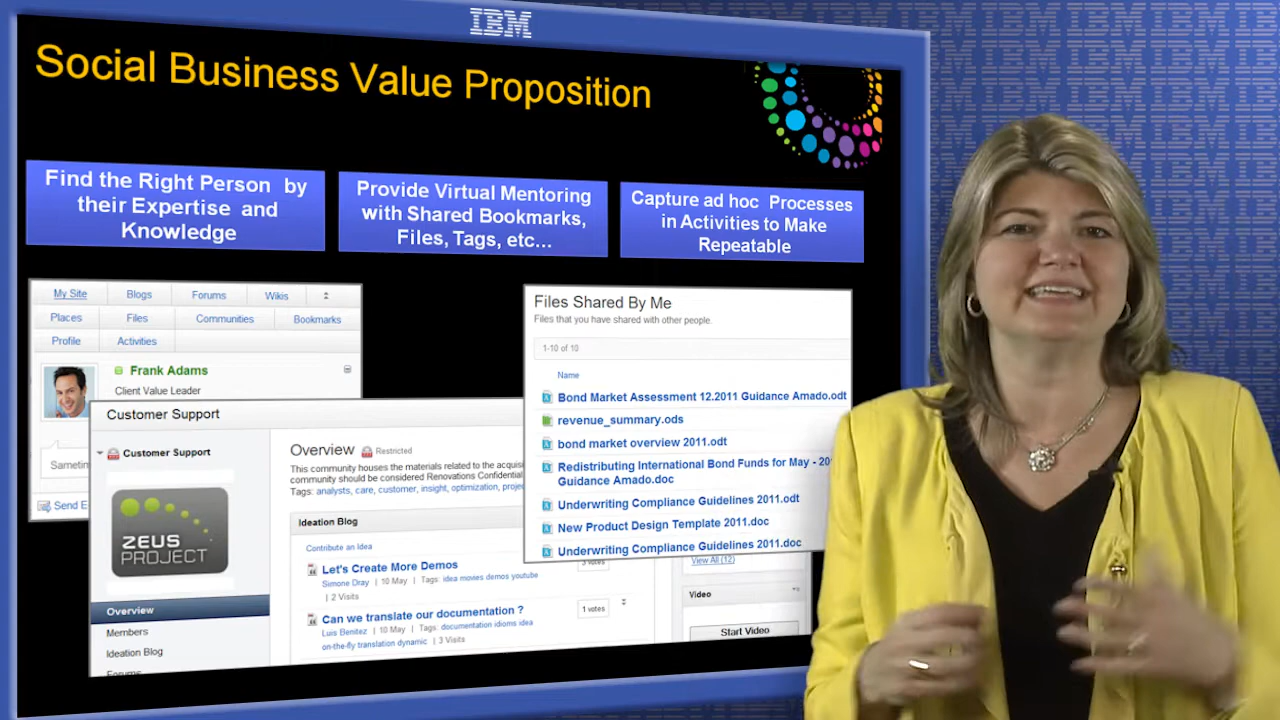 IBM
Social Business Value Proposition
Find the Right Person by
their Expertise and
Knowledge
Provide Virtual Mentoring
with Shared Bookmarks,
Files, Tags, etc...
Capture ad hoc Processes
in Activities to Make
Repeatable
My Site Blogs Forums Wikis
Places Files Communities Bookmarks
Profile Activities
Frank Adams
Client Value Leader
Send E
Customer Support
Customer Support
ZEUS
PROJECT
Overview
Members
Ideation Blog
Forums
Overview Restricted
This community houses the materials related to the
community should be considered Renovations Confidential
Tags: analysts, care, customer, insight, optimization,
Ideation Blog
Contribute an Idea
Let's Create More Demos
Simone Dray | 10 May | Tags idea movies demos youtube
| 2 Visits
3 votes
Can we translate our documentation ?
1 votes
Luis Benitez | 10 May | Tags. documentation idioms idea
on-the-fly translation dynamic | 3 Visits
Files Shared By Me
Files that you have shared with other people.
1-10 of 10
Name
Bond Market Assessment 12.2011 Guidance Amado.odt
revenue_summary.ods
bond market overview 2011.odt
Redistributing International Bond Funds for May -
Guidance Amado.doc
Underwriting Compliance Guidelines 2011.odt
New Product Design Template 2011.doc
Underwriting Compliance Guidelines 2011.doc
View All (12)
Video
Start Video